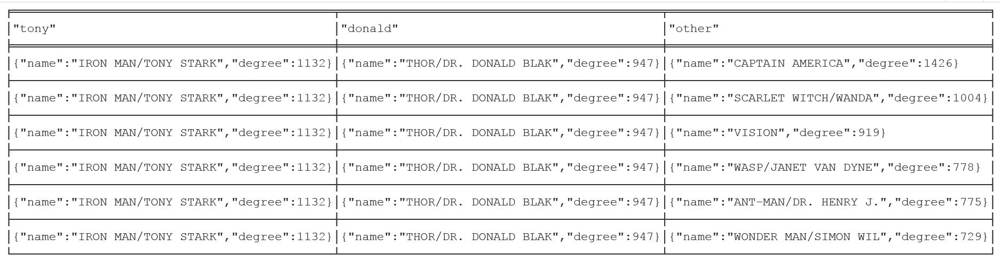 "tony" "donald" "other"
{"name":"IRON MAN/TONY STARK","degree":1132} {"name":"THOR/DR. DONALD BLAK","degree":947} {"name":"CAPTAIN AMERICA","degree":1426}
{"name":"IRON MAN/TONY STARK","degree":1132} {"name":"THOR/DR. DONALD BLAK","degree":947} {"name":"SCARLET WITCH/WANDA","degree":1004}
{"name":"IRON MAN/TONY STARK","degree":1132} {"name":"THOR/DR. DONALD BLAK","degree":947} {"name":"VISION","degree":919}
{"name":"IRON MAN/TONY STARK","degree":1132} {"name":"THOR/DR. DONALD BLAK","degree":947} {"name":"WASP/JANET VAN DYNE","degree":778}
{"name":"IRON MAN/TONY STARK","degree":1132} {"name":"THOR/DR. DONALD BLAK","degree":947} {"name":"ANT-MAN/DR. HENRY J.","degree":775}
{"name":"IRON MAN/TONY STARK","degree":1132} {"name":"THOR/DR. DONALD BLAK","degree":947} {"name":"WONDER MAN/SIMON WIL","degree":729}